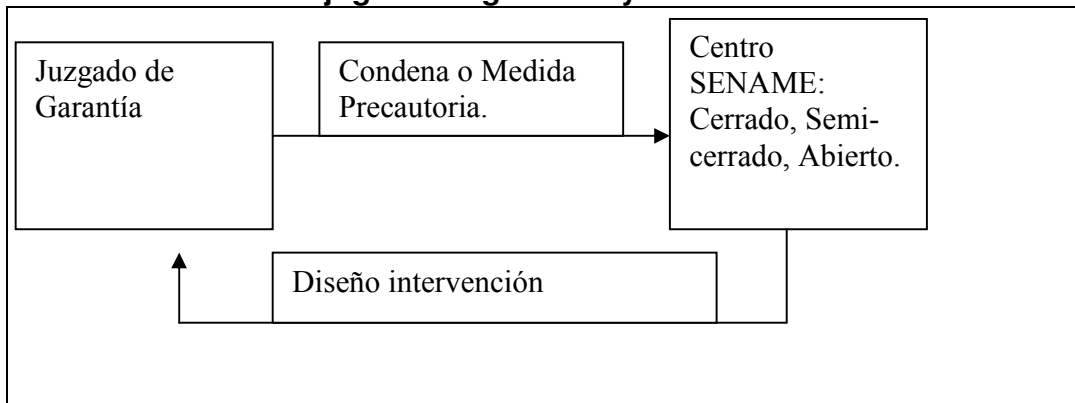 Juzgado de
Garantía
Condena o Medida
Precautoria.
Centro
SENAME:
Cerrado, Semi-
cerrado, Abierto.
Diseño intervención